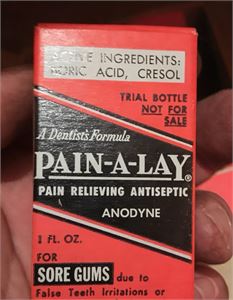 ACTIVE INGREDIENTS:
BORIC ACID, CRESOL
TRIAL BOTTLE
NOT FOR
SALE
A Dentist's Formula
PAIN-A-LAY®
PAIN RELIEVING ANTISEPTIC
ANODYNE
1 FL. OZ.
FOR
SORE GUMS due to
False Teeth Irritations or